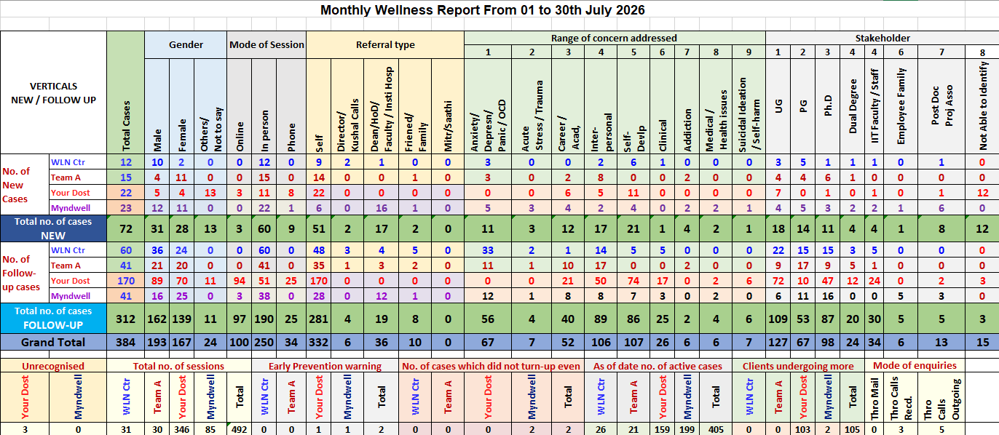 Monthly Wellness Report From 01 to 30th July 2026
VERTICALS
NEW / FOLLOW UP
Total Cases
Gender
Mode of Session
Referral type
Range of concern addressed
Stakeholder
1 2 3 4 5 6 7 8 9 1 2 3 4 4 6 7 8
Male
Female
Others/
Not to say
Online
In person
Phone
Self
Director/
Kushal Calls
Dean/HoD/
Faculty / Insti Hosp
Friened/
Family
Mitr/Saathi
Anxiety/
Depresn/
Panic / OCD
Acute
Stress / Trauma
Career /
Acad,
Inter-
personal
Self-
Devlp
Clinical
Addiction
Medical /
Health issues
Suicidal Ideation
/ Self-harm
UG
PG
Ph.D
Dual Degree
IIT Faculty / Staff
Employee Family
Post Doc
Proj Asso
Not Able to Identify
No. of
New
Cases
WLN Ctr 12 10 2 0 0 12 0 9 2 1 0 0 3 0 0 2 6 1 0 0 0 3 5 1 1 1 0 1 0
Team A 15 4 11 0 0 15 0 14 0 0 1 0 3 0 2 8 0 0 2 0 0 4 4 6 1 0 0 0 0
Your Dost 22 5 4 13 3 11 8 22 0 0 0 0 0 0 6 5 11 0 0 0 0 7 0 1 0 1 0 1 12
Myndwell 23 12 11 0 0 22 1 6 0 16 1 0 5 3 4 2 4 0 2 2 1 4 5 3 2 2 1 6 0
Total no. of cases
NEW
72 31 28 13 3 60 9 51 2 17 2 0 11 3 12 17 21 1 4 2 1 18 14 11 4 4 1 8 12
No. of
Follow-
up cases
WLN Ctr 60 36 24 0 0 60 0 48 3 4 5 0 33 2 1 14 5 5 0 0 0 22 15 15 3 5 0 0 0
Team A 41 21 20 0 0 41 0 35 1 3 2 0 11 1 10 17 0 0 2 0 0 9 17 9 5 1 0 0 0
Your Dost 170 89 70 11 94 51 25 170 0 0 0 0 0 0 21 50 74 17 0 2 6 72 10 47 12 24 0 2 3
Myndwell 41 16 25 0 3 38 0 28 0 12 1 0 12 1 8 8 7 3 0 2 0 6 11 16 0 0 5 3 0
Total no. of cases
FOLLOW-UP
312 162 139 11 97 190 25 281 4 19 8 0 56 4 40 89 86 25 2 4 6 109 53 87 20 30 5 5 3
Grand Total 384 193 167 24 100 250 34 332 6 36 10 0 67 7 52 106 107 26 6 6 7 127 67 98 24 34 6 13 15
Unrecognised
Total no. of sessions
Early Prevention warning
No. of cases which did not turn-up even
As of date no. of active cases
Clients undergoing more
Mode of enquiries
Your Dost
Myndwell
WLN Ctr
Team A
Your Dost
Myndwell
Total
WLN Ctr
Team A
Your Dost
Myndwell
Total
WLN Ctr
Team A
Your Dost
Myndwell
Total
WLN Ctr
Team A
Your Dost
Myndwell
Total
WLN Ctr
Team A
Your Dost
Myndwell
Total
Thro Mail
Thro Calls
Recd.
Thro
Calls
Outgoing
3 0 31 30 346 85 492 0 0 1 1 2 0 0 0 2 2 26 21 159 199 405 0 0 103 2 105 0 3 5